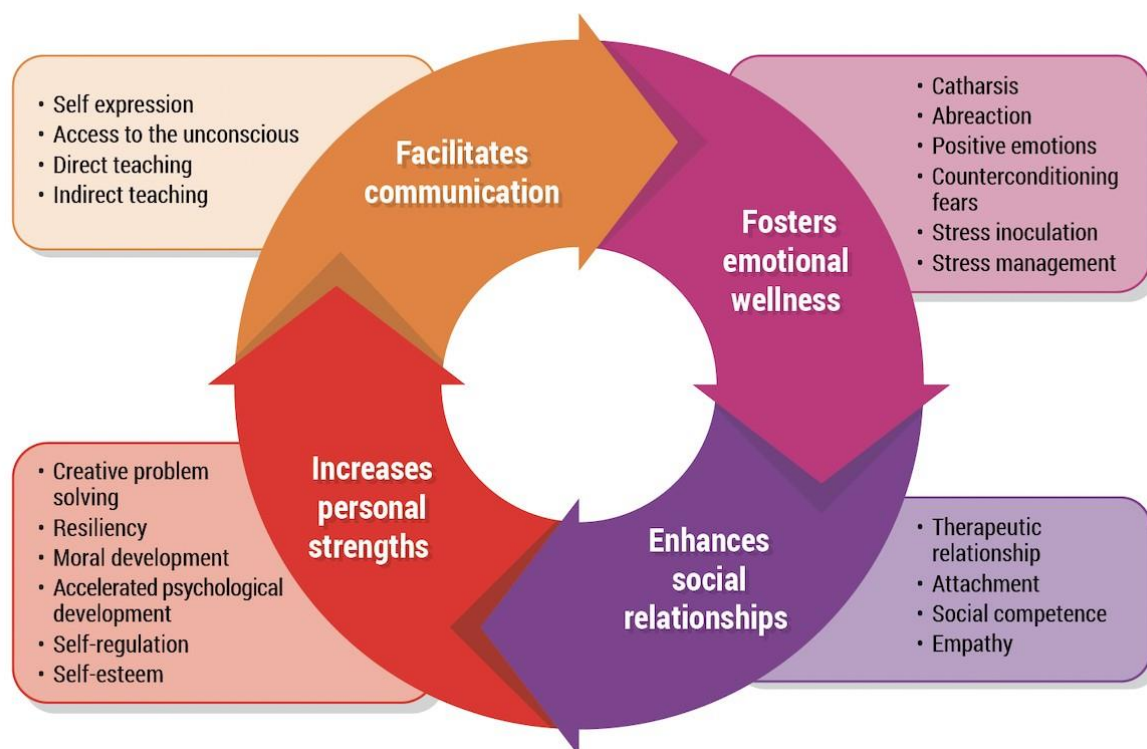 • Self expression
• Access to the unconscious
• Direct teaching
• Indirect teaching
Facilitates
communication
• Catharsis
• Abreaction
• Positive emotions
• Counterconditioning
fears
• Stress inoculation
• Stress management
Fosters
emotional
wellness
• Therapeutic
relationship
• Attachment
• Social competence
• Empathy
Enhances
social
relationships
• Creative problem
solving
• Resiliency
• Moral development
• Accelerated psychological
development
• Self-regulation
• Self-esteem
Increases
personal
strengths